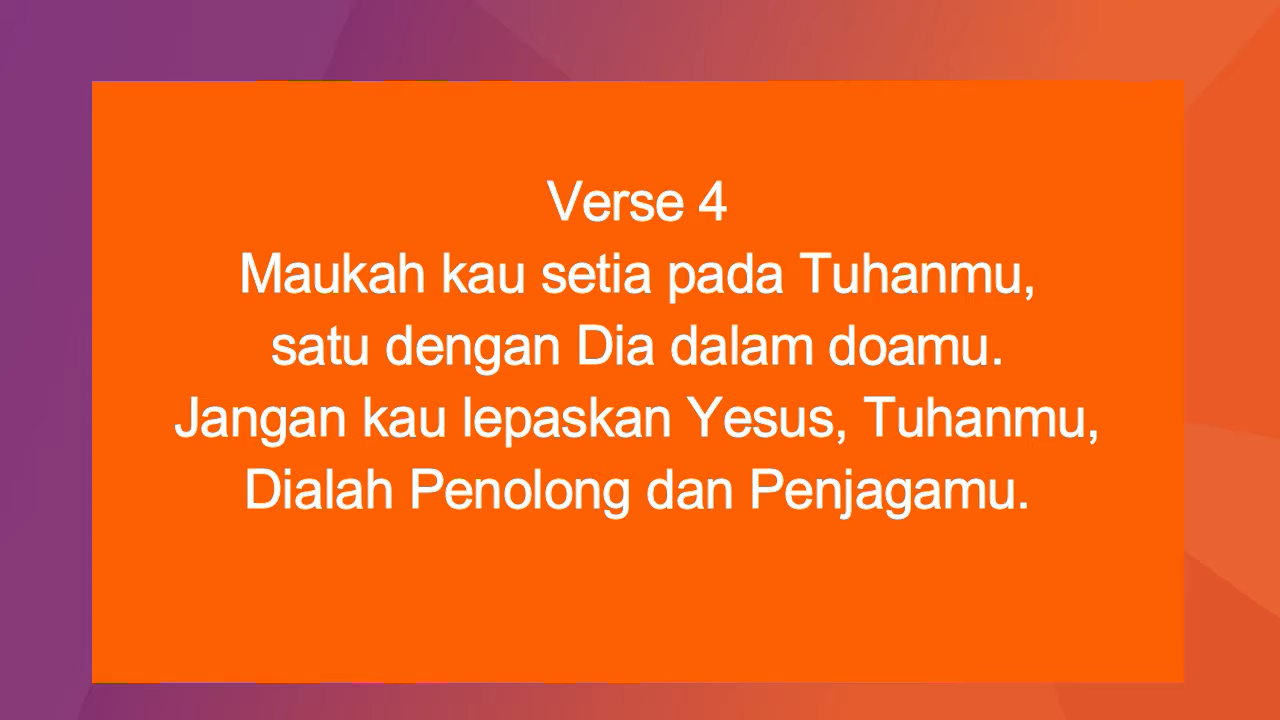 Verse 4
Maukah kau setia pada Tuhanmu,
satu dengan Dia dalam doamu.
Jangan kau lepaskan Yesus, Tuhanmu,
Dialah Penolong dan Penjagamu.